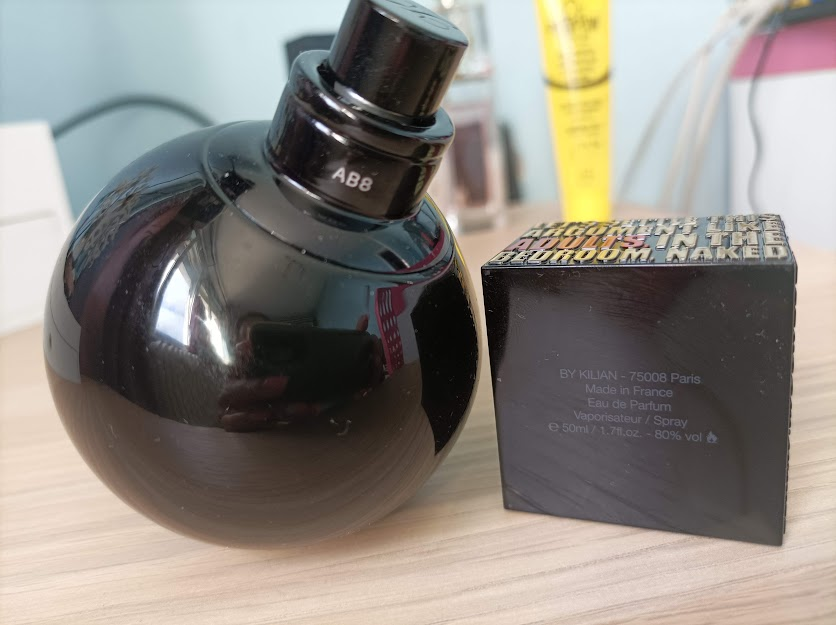 AB8
ARGUMENT LIKE
ADULTS IN THE
BEDROOM NAKED
BY KILIAN - 75008 Paris
Made in France
Eau de Parfum
Vaporisateur / Spray
℮ 50ml / 1.7fl.oz. - 80% vol